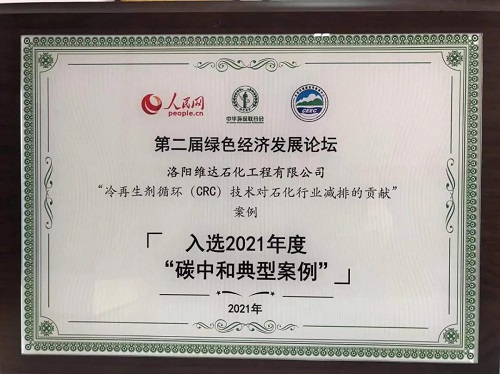 人民网
people.cn
中华环保联合会
CEEC
第二届绿色经济发展论坛
洛阳维达石化工程有限公司
“冷再生剂循环（CRC）技术对石化行业减排的贡献”
案例
「入选2021年度
“碳中和典型案例”」
2021年